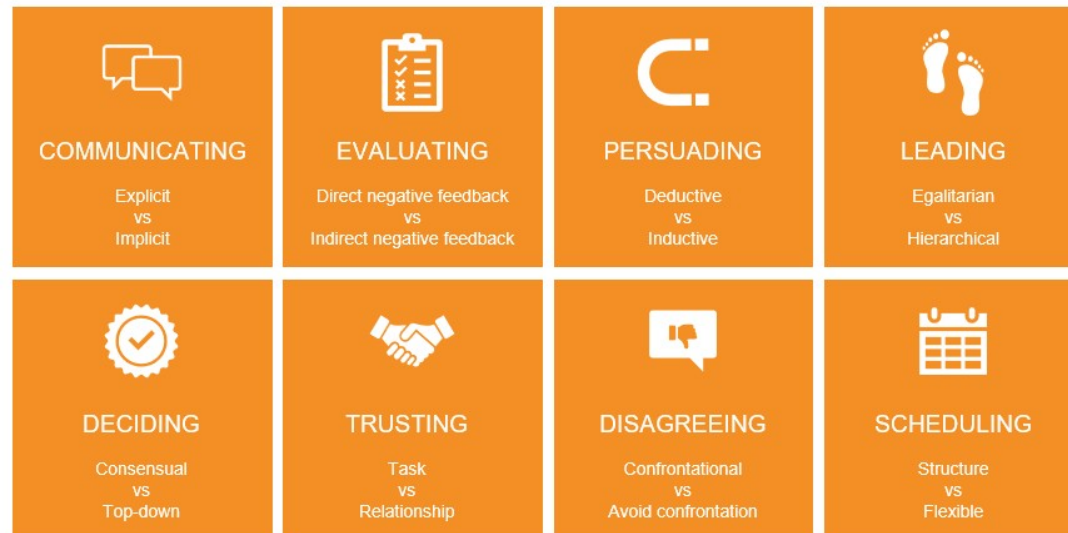 COMMUNICATING
Explicit
vs
Implicit
EVALUATING
Direct negative feedback
vs
Indirect negative feedback
PERSUADING
Deductive
vs
Inductive
LEADING
Egalitarian
vs
Hierarchical
DECIDING
Consensual
vs
Top-down
TRUSTING
Task
vs
Relationship
DISAGREEING
Confrontational
vs
Avoid confrontation
SCHEDULING
Structure
vs
Flexible